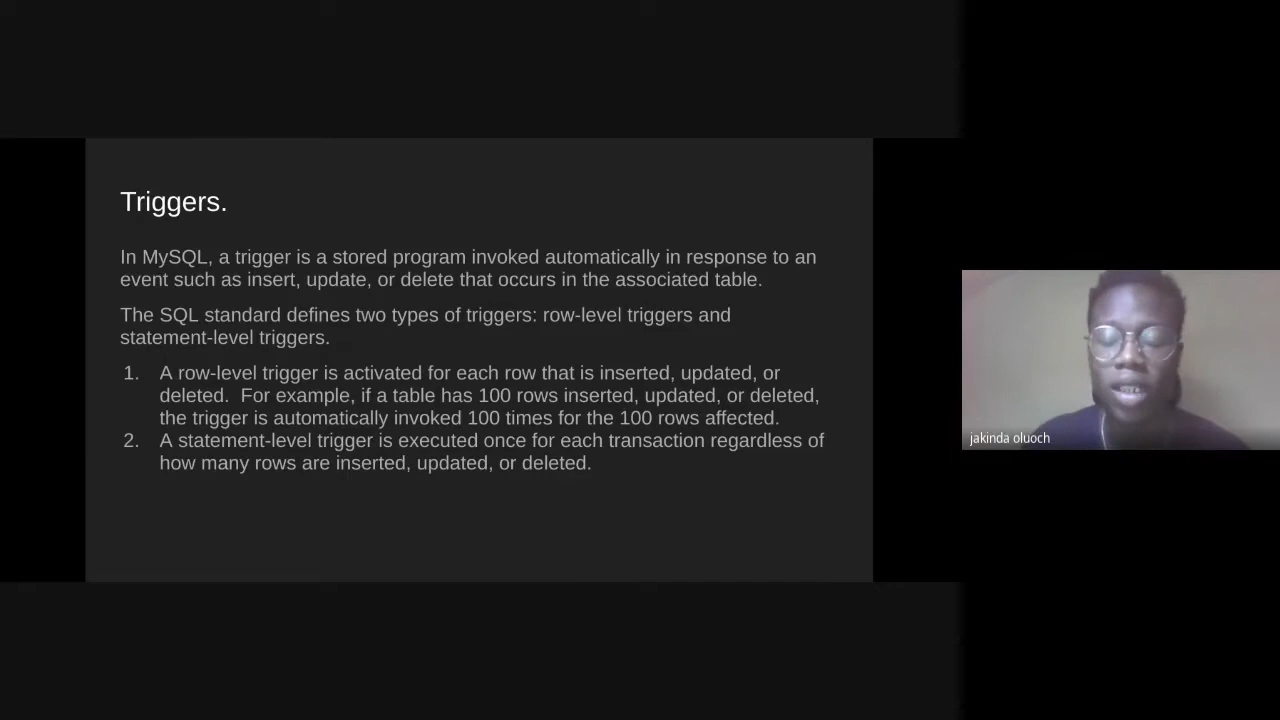 Triggers.
In MySQL, a trigger is a stored program invoked automatically in response to an
event such as insert, update, or delete that occurs in the associated table.
The SQL standard defines two types of triggers: row-level triggers and
statement-level triggers.
1. A row-level trigger is activated for each row that is inserted, updated, or
deleted.  For example, if a table has 100 rows inserted, updated, or deleted,
the trigger is automatically invoked 100 times for the 100 rows affected.
2. A statement-level trigger is executed once for each transaction regardless of
how many rows are inserted, updated, or deleted.
jakinda oluoch